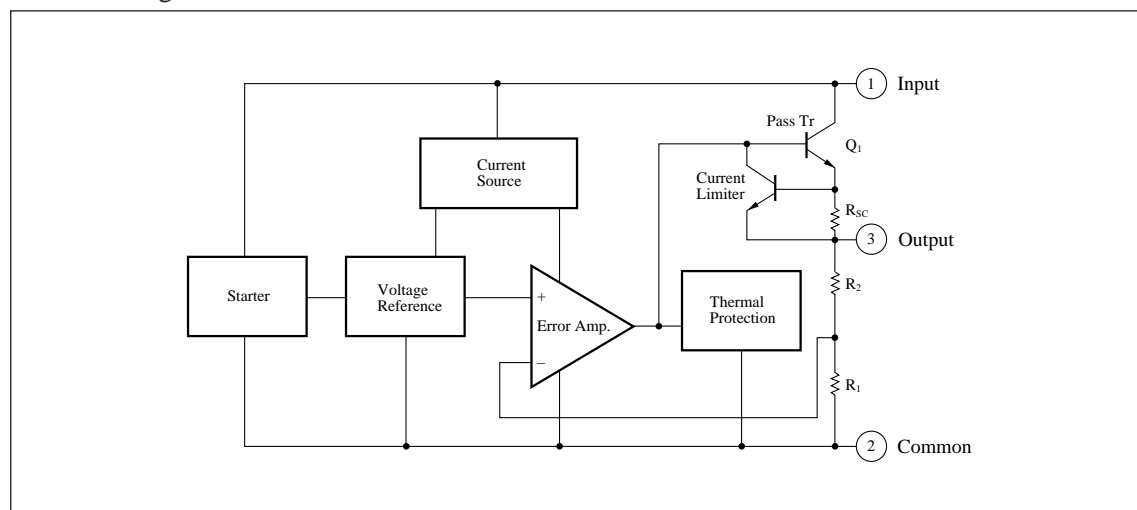 1 Input
Pass Tr
Q1
Current
Source
Current
Limiter
RSC
3 Output
Starter
Voltage
Reference
+
Error Amp.
−
Thermal
Protection
R2
R1
2 Common